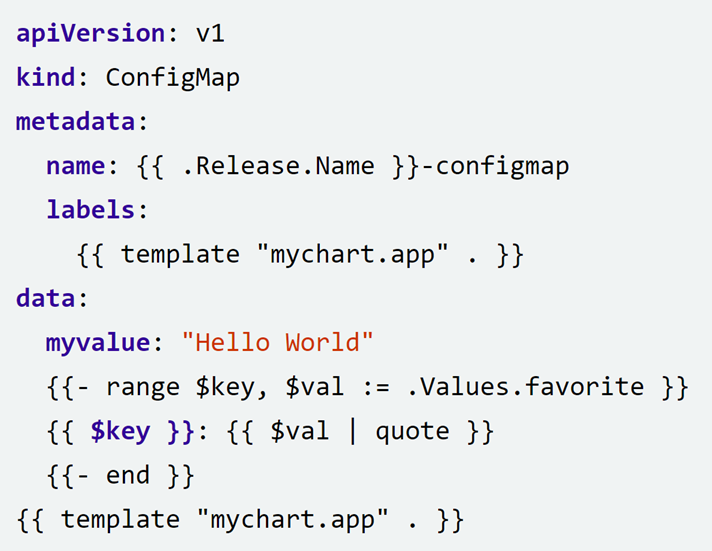 apiVersion: v1
kind: ConfigMap
metadata:
  name: {{ .Release.Name }}-configmap
  labels:
    {{ template "mychart.app" . }}
data:
  myvalue: "Hello World"
  {{- range $key, $val := .Values.favorite }}
  {{ $key }}: {{ $val | quote }}
  {{- end }}
{{ template "mychart.app" . }}